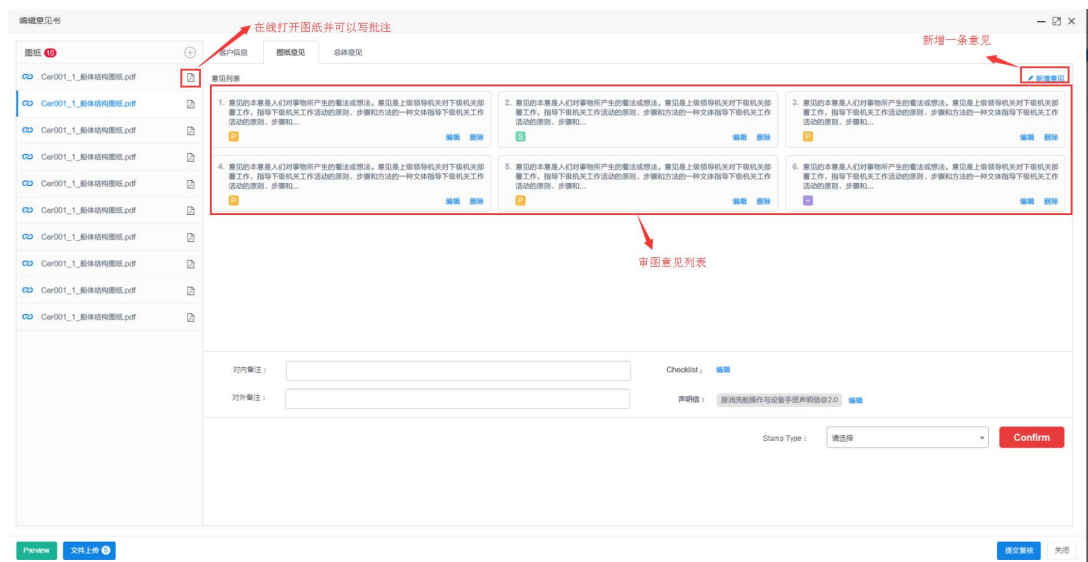 编辑意见书
在线打开图纸并可以写批注
新增一条意见
图纸 10
客户信息 图纸意见 总体意见
Cer001_1_船体结构图纸.pdf
意见列表
新增意见
Cer001_1_船体结构图纸.pdf
Cer001_1_船体结构图纸.pdf
Cer001_1_船体结构图纸.pdf
Cer001_1_船体结构图纸.pdf
Cer001_1_船体结构图纸.pdf
Cer001_1_船体结构图纸.pdf
Cer001_1_船体结构图纸.pdf
Cer001_1_船体结构图纸.pdf
Cer001_1_船体结构图纸.pdf
1. 意见的本意是人们对事物所产生的看法或想法。意见是上级领导机关对下级机关部
署工作，指导下级机关工作活动的原则、步骤和方法的一种文体指导下级机关工作
活动的原则、步骤和...
P 编辑 删除
2. 意见的本意是人们对事物所产生的看法或想法。意见是上级领导机关对下级机关部
署工作，指导下级机关工作活动的原则、步骤和方法的一种文体指导下级机关工作
活动的原则、步骤和...
S 编辑 删除
3. 意见的本意是人们对事物所产生的看法或想法。意见是上级领导机关对下级机关部
署工作，指导下级机关工作活动的原则、步骤和方法的一种文体指导下级机关工作
活动的原则、步骤和...
P 编辑 删除
4. 意见的本意是人们对事物所产生的看法或想法。意见是上级领导机关对下级机关部
署工作，指导下级机关工作活动的原则、步骤和方法的一种文体指导下级机关工作
活动的原则、步骤和...
P 编辑 删除
5. 意见的本意是人们对事物所产生的看法或想法。意见是上级领导机关对下级机关部
署工作，指导下级机关工作活动的原则、步骤和方法的一种文体指导下级机关工作
活动的原则、步骤和...
P 编辑 删除
6. 意见的本意是人们对事物所产生的看法或想法。意见是上级领导机关对下级机关部
署工作，指导下级机关工作活动的原则、步骤和方法的一种文体指导下级机关工作
活动的原则、步骤和...
编辑 删除
审图意见列表
对内备注：
Checklist： 编辑
对外备注：
声明信： 原油洗舱操作与设备手册声明信@2.0 编辑
Stamp Type： 请选择 Confirm
Preview 文件上传 5 提交复核 关闭